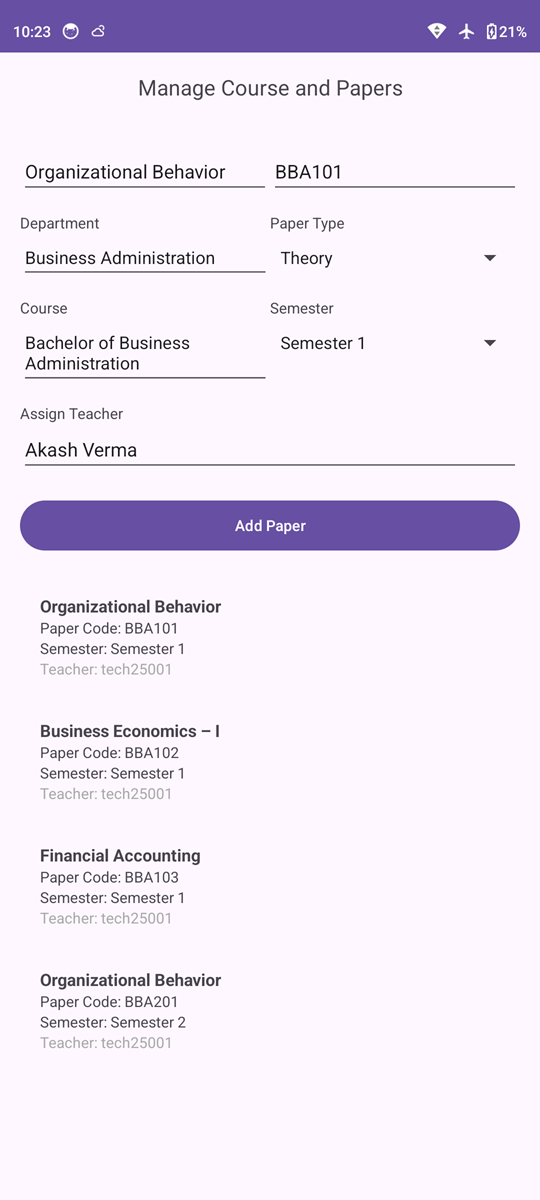 10:23
21%
Manage Course and Papers
Organizational Behavior BBA101
Department Paper Type
Business Administration Theory
Course Semester
Bachelor of Business Semester 1
Administration
Assign Teacher
Akash Verma
Add Paper
Organizational Behavior
Paper Code: BBA101
Semester: Semester 1
Teacher: tech25001
Business Economics – I
Paper Code: BBA102
Semester: Semester 1
Teacher: tech25001
Financial Accounting
Paper Code: BBA103
Semester: Semester 1
Teacher: tech25001
Organizational Behavior
Paper Code: BBA201
Semester: Semester 2
Teacher: tech25001